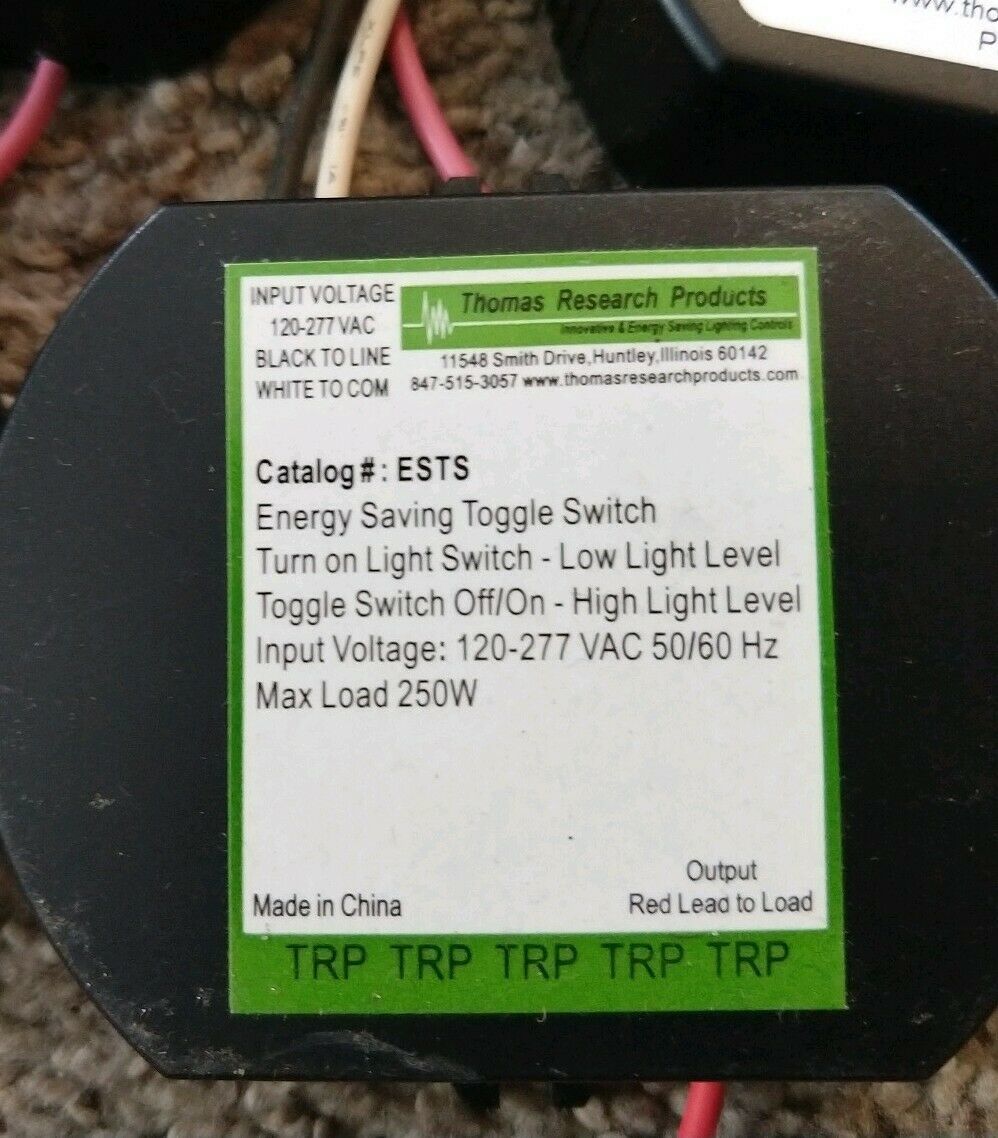 www.tho
P
INPUT VOLTAGE
120-277 VAC
BLACK TO LINE
WHITE TO COM
Thomas Research Products
Innovative & Energy Saving Lighting Controls
11548 Smith Drive,Huntley,Illinois 60142
847-515-3057 www.thomasresearchproducts.com
Catalog#: ESTS
Energy Saving Toggle Switch
Turn on Light Switch - Low Light Level
Toggle Switch Off/On - High Light Level
Input Voltage: 120-277 VAC 50/60 Hz
Max Load 250W
Output
Made in China
Red Lead to Load
TRP TRP TRP TRP TRP